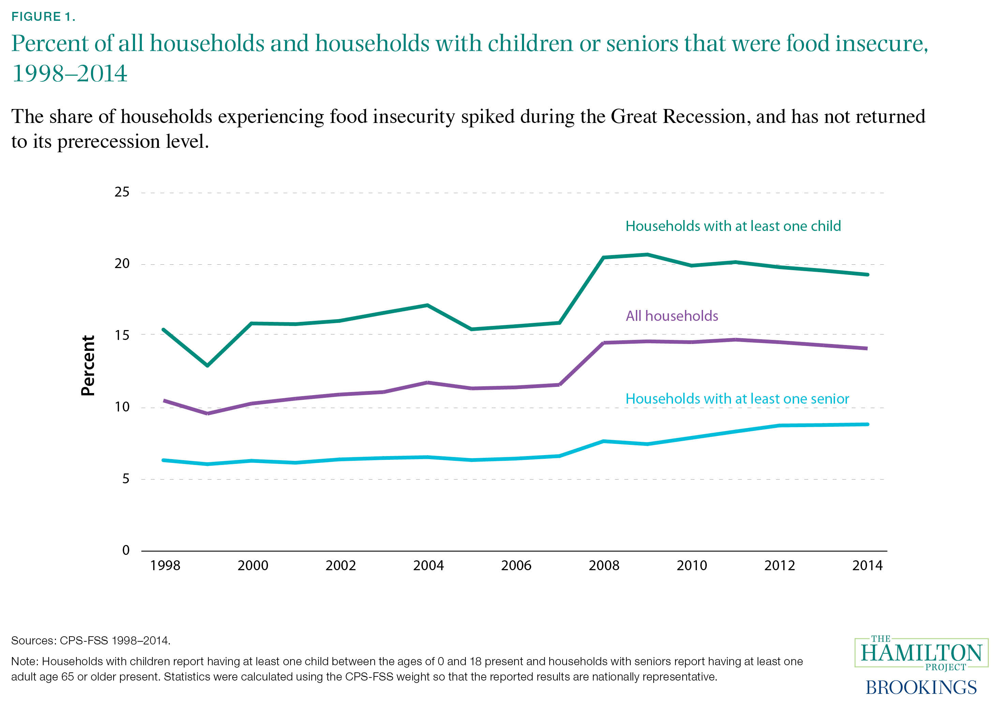 FIGURE 1.
Percent of all households and households with children or seniors that were food insecure,
1998–2014
The share of households experiencing food insecurity spiked during the Great Recession, and has not returned
to its prerecession level.
25
Households with at least one child
20
All households
15
Percent
Households with at least one senior
10
5
0
1998 2000 2002 2004 2006 2008 2010 2012 2014
Sources: CPS-FSS 1998–2014.
Note: Households with children report having at least one child between the ages of 0 and 18 present and households with seniors report having at least one
adult age 65 or older present. Statistics were calculated using the CPS-FSS weight so that the reported results are nationally representative.
THE
HAMILTON
PROJECT
BROOKINGS